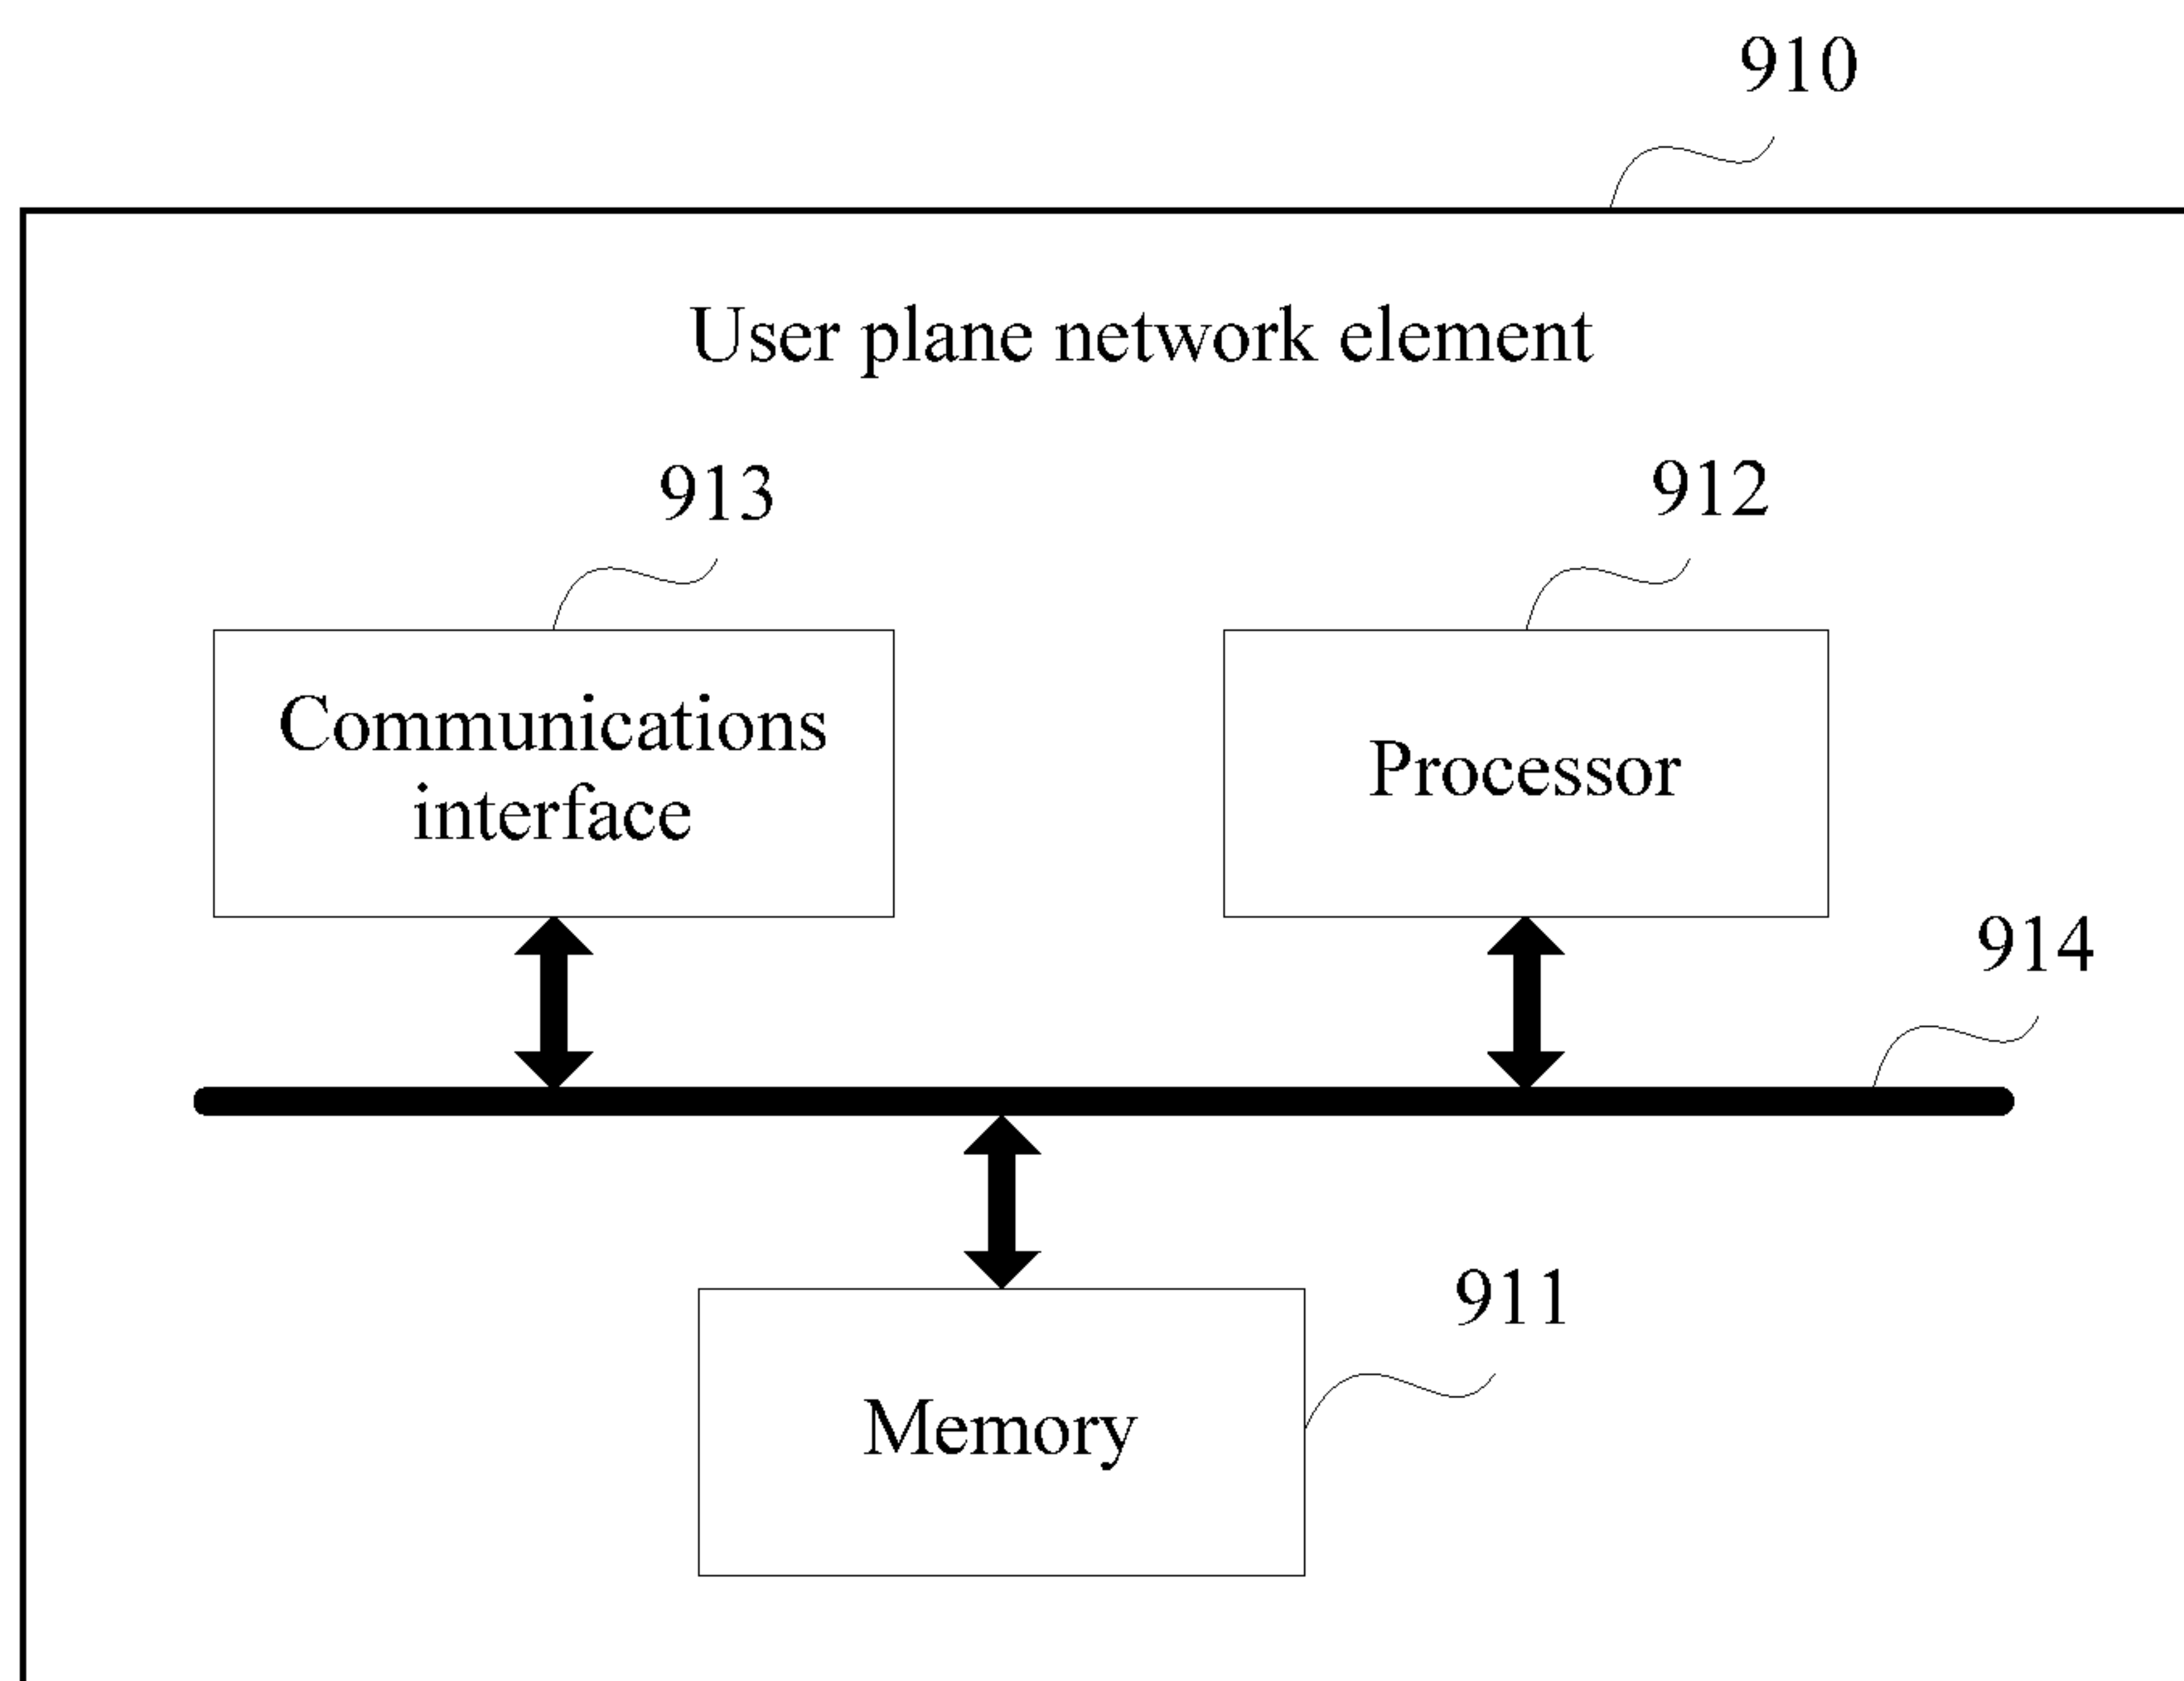 910
User plane network element
913
912
Communications
interface
Processor
914
911
Memory